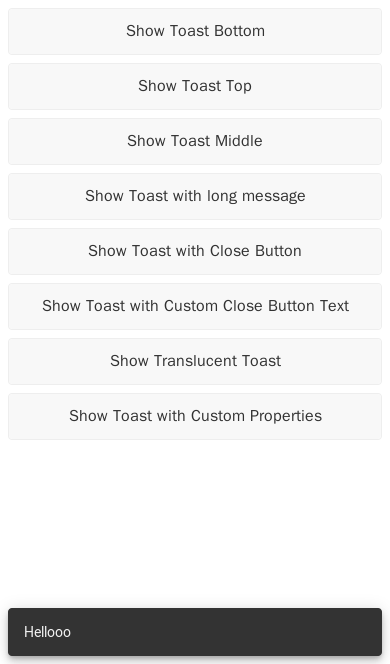 Show Toast Bottom
Show Toast Top
Show Toast Middle
Show Toast with long message
Show Toast with Close Button
Show Toast with Custom Close Button Text
Show Translucent Toast
Show Toast with Custom Properties
Hellooo